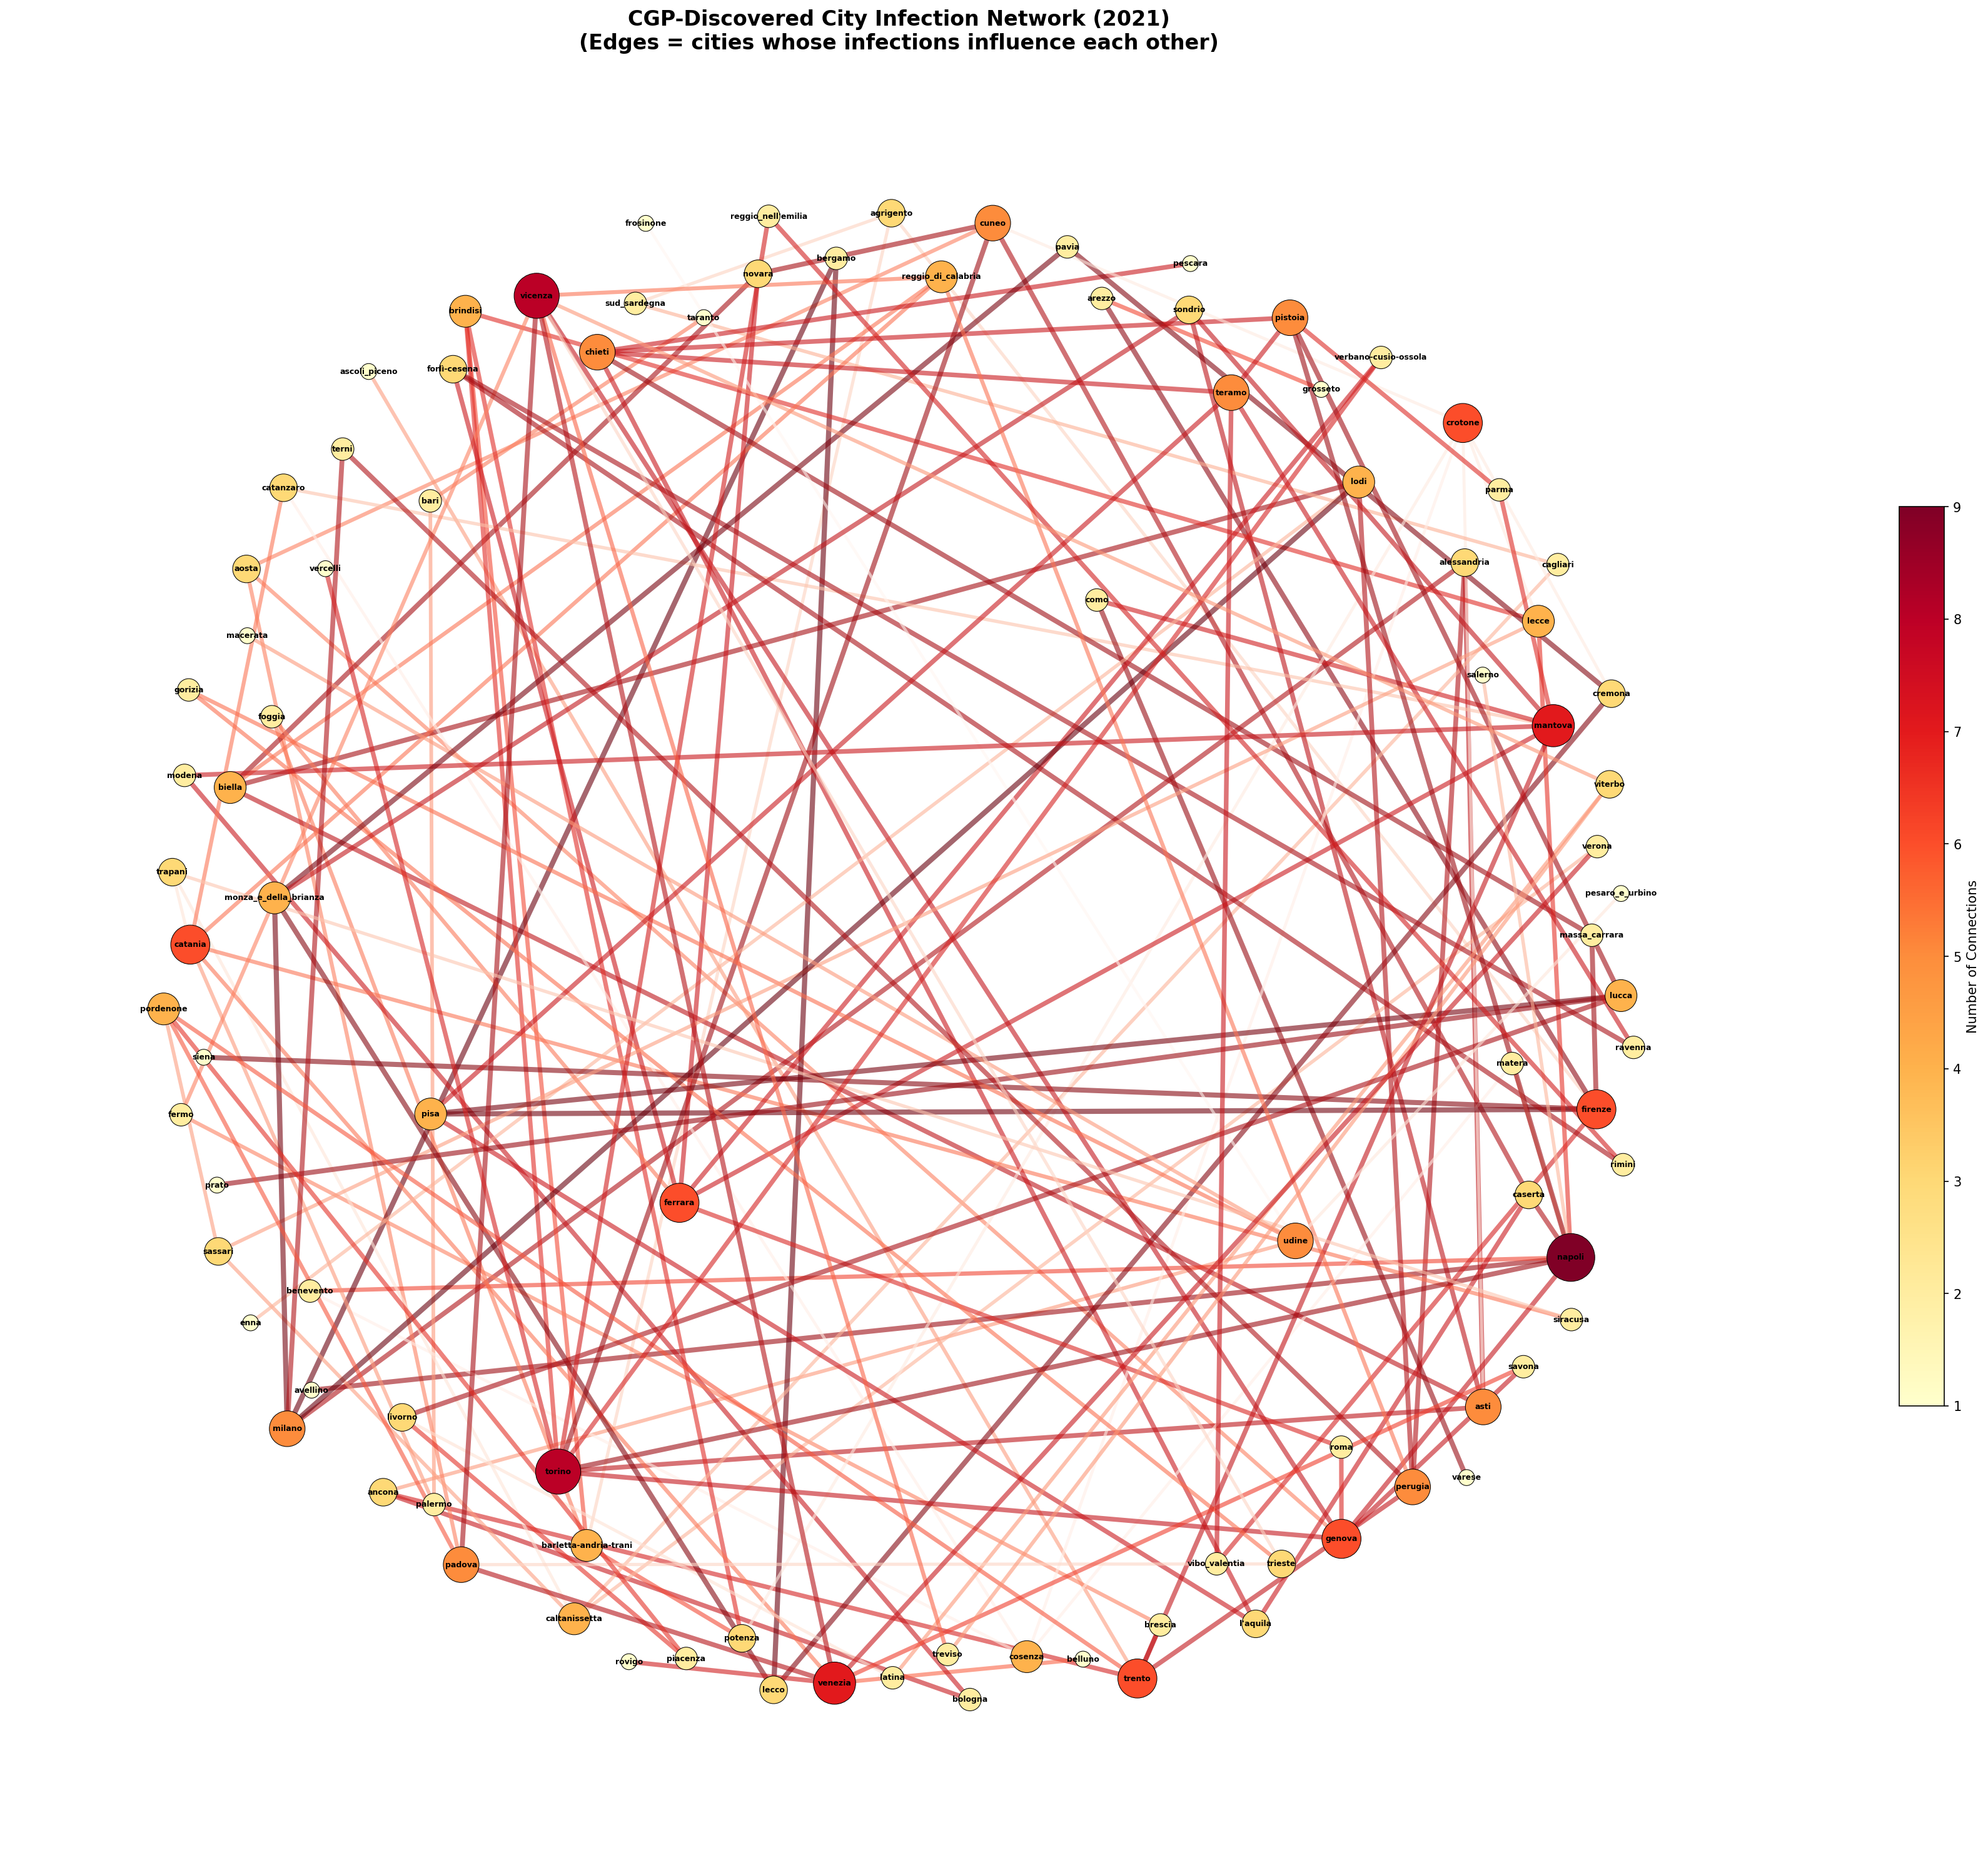 CGP-Discovered City Infection Network (2021)
(Edges = cities whose infections influence each other)
frosinone
reggio_nell'emilia
agrigento
cuneo
pavia
bergamo
pescara
novara
reggio_di_calabria
vicenza
sud_sardegna
arezzo
brindisi
sondrio
taranto
pistoia
chieti
verbano-cusio-ossola
forlì-cesena
ascoli_piceno
grosseto
teramo
crotone
terni
lodi
catanzaro
parma
bari
alessandria
cagliari
aosta
vercelli
como
lecce
macerata
salerno
gorizia
cremona
foggia
mantova
modena
viterbo
biella
verona
trapani
pesaro_e_urbino
monza_e_della_brianza
massa_carrara
catania
lucca
pordenone
ravenna
siena
matera
firenze
fermo
pisa
rimini
prato
caserta
ferrara
udine
sassari
napoli
benevento
siracusa
enna
savona
avellino
asti
livorno
milano
roma
torino
varese
perugia
ancona
palermo
genova
barletta-andria-trani
padova
vibo_valentia
trieste
caltanissetta
brescia
l'aquila
potenza
treviso
cosenza
belluno
rovigo
piacenza
latina
trento
venezia
lecco
bologna
9
8
7
6
5
4
3
2
1
Number of Connections